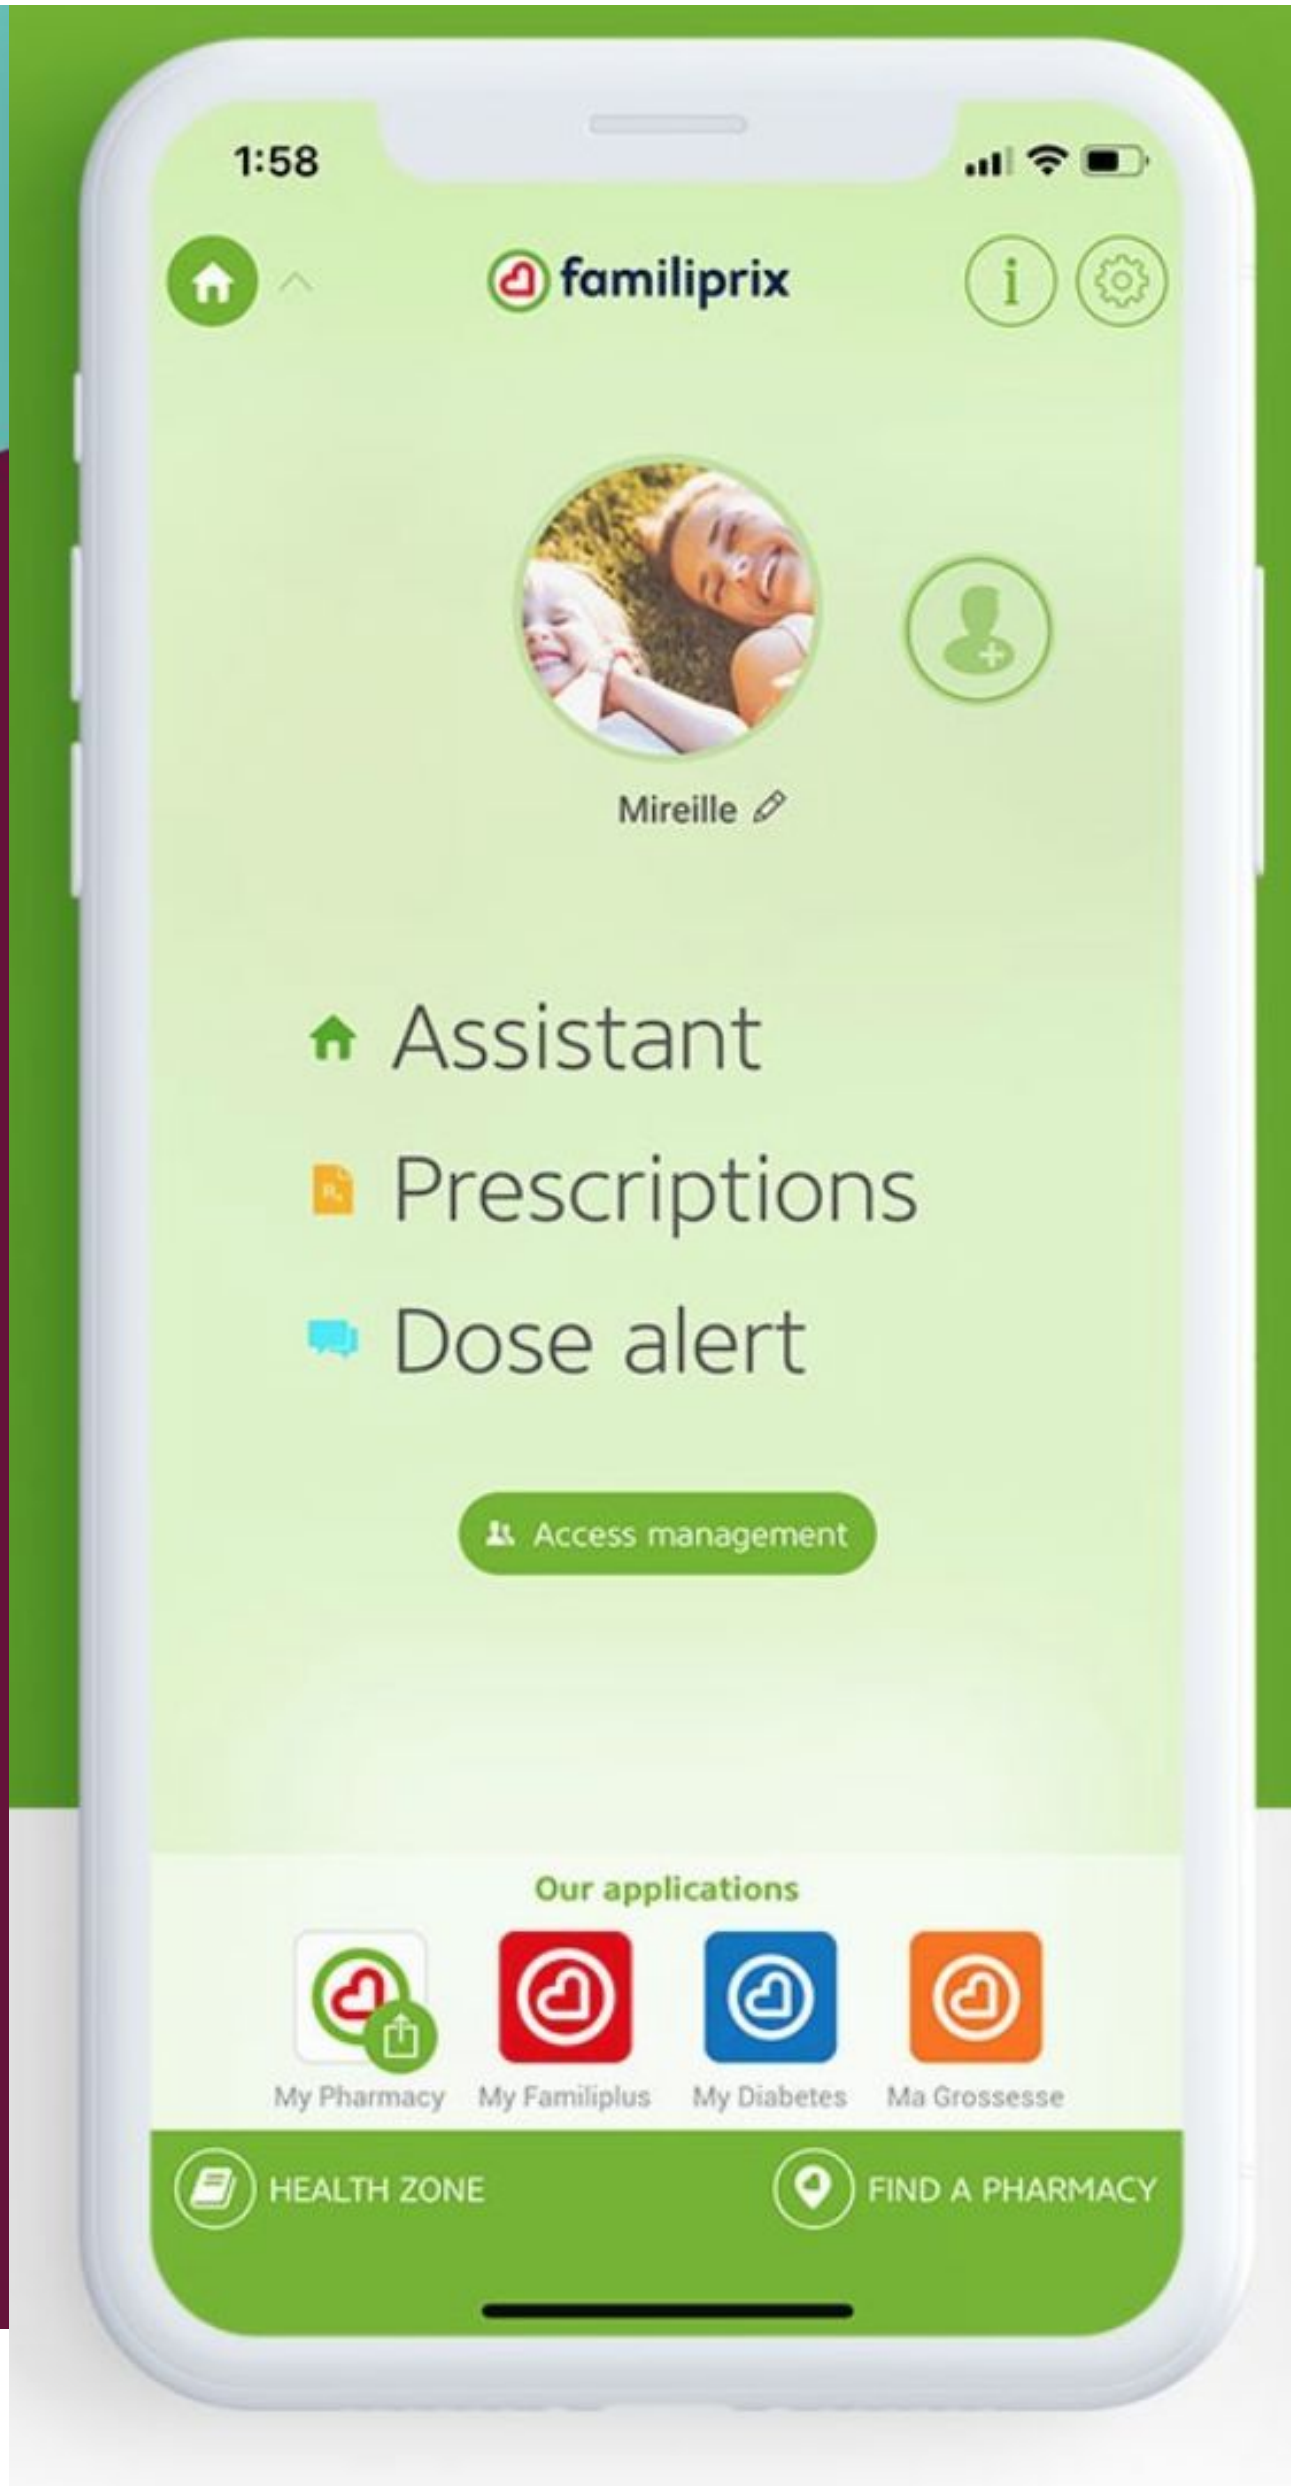 1:58
familiprix
i
Mireille
Assistant
Prescriptions
Dose alert
Access management
Our applications
My Pharmacy My Familiplus My Diabetes Ma Grossesse
HEALTH ZONE FIND A PHARMACY